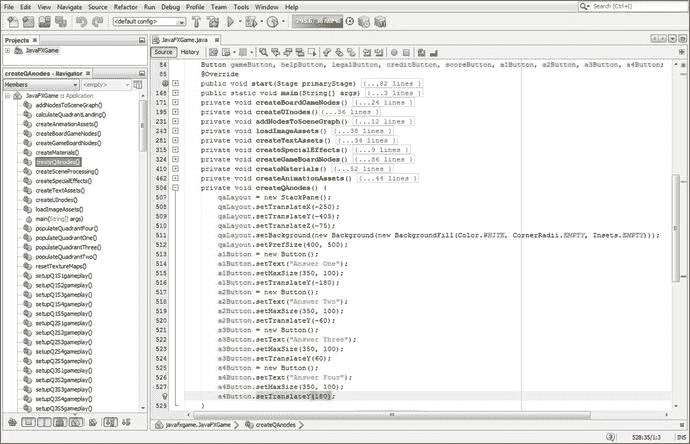 File Edit View Navigate Source Refactor Run Debug Profile Team Tools Window Help
Search (Ctrl+I)
<default config>
Projects
JavaFXGame
createQAnodes - Navigator
Members
<empty>
JavaFXGame :: Application
addNodesToSceneGraph()
calculateQuadrantLanding()
createAnimationAssets()
createBoardGameNodes()
createGameBoardNodes()
createMaterials()
createQAnodes()
createSceneProcessing()
createSpecialEffects()
createTextAssets()
createUInodes()
loadImageAssets()
main(String[] args)
populateQuadrantFour()
populateQuadrantOne()
populateQuadrantThree()
populateQuadrantTwo()
resetTextureMaps()
setupQ1S1gameplay()
setupQ1S2gameplay()
setupQ1S3gameplay()
setupQ1S4gameplay()
setupQ1S5gameplay()
setupQ2S1gameplay()
setupQ2S2gameplay()
setupQ2S3gameplay()
setupQ2S4gameplay()
setupQ2S5gameplay()
setupQ3S1gameplay()
setupQ3S2gameplay()
setupQ3S3gameplay()
JavaFXGame.java
Source History
84 Button gameButton, helpButton, legalButton, creditButton, scoreButton, a1Button, a2Button, a3Button, a4Button;
85 @Override
public void start(Stage primaryStage) {...82 lines }
168 public static void main(String[] args) {...3 lines }
171 private void createBoardGameNodes() {...24 lines }
195 private void createUInodes() {...36 lines }
231 private void addNodesToSceneGraph() {...12 lines }
243 private void loadImageAssets() {...38 lines }
281 private void createTextAssets() {...34 lines }
315 private void createSpecialEffects() {...9 lines }
324 private void createGameBoardNodes() {...86 lines }
410 private void createMaterials() {...52 lines }
462 private void createAnimationAssets() {...44 lines }
506 private void createQAnodes() {
507 qaLayout = new StackPane();
508 qaLayout.setTranslateX(-250);
509 qaLayout.setTranslateY(-405);
510 qaLayout.setTranslateZ(-75);
511 qaLayout.setBackground(new Background(new BackgroundFill(Color.WHITE, CornerRadii.EMPTY, Insets.EMPTY)));
512 qaLayout.setPrefSize(400, 500);
513 a1Button = new Button();
514 a1Button.setText("Answer One");
515 a1Button.setMaxSize(350, 100);
516 a1Button.setTranslateY(-180);
517 a2Button = new Button();
518 a2Button.setText("Answer Two");
519 a2Button.setMaxSize(350, 100);
520 a2Button.setTranslateY(-60);
521 a3Button = new Button();
522 a3Button.setText("Answer Three");
523 a3Button.setMaxSize(350, 100);
524 a3Button.setTranslateY(60);
525 a4Button = new Button();
526 a4Button.setText("Answer Four");
527 a4Button.setMaxSize(350, 100);
a4Button.setTranslateY(180);
529 }
javafxgame.JavaFXGame createQAnodes
528:35/1:3 INS